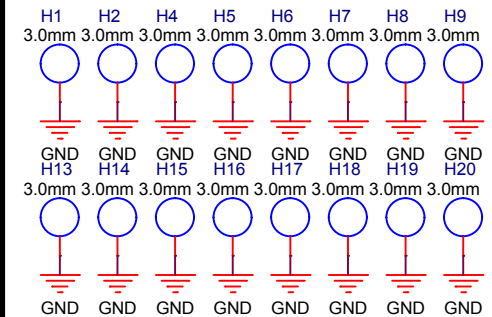 H1 H2 H4 H5 H6 H7 H8 H9
3.0mm 3.0mm 3.0mm 3.0mm 3.0mm 3.0mm 3.0mm 3.0mm
GND GND GND GND GND GND GND GND
H13 H14 H15 H16 H17 H18 H19 H20
3.0mm 3.0mm 3.0mm 3.0mm 3.0mm 3.0mm 3.0mm 3.0mm
GND GND GND GND GND GND GND GND